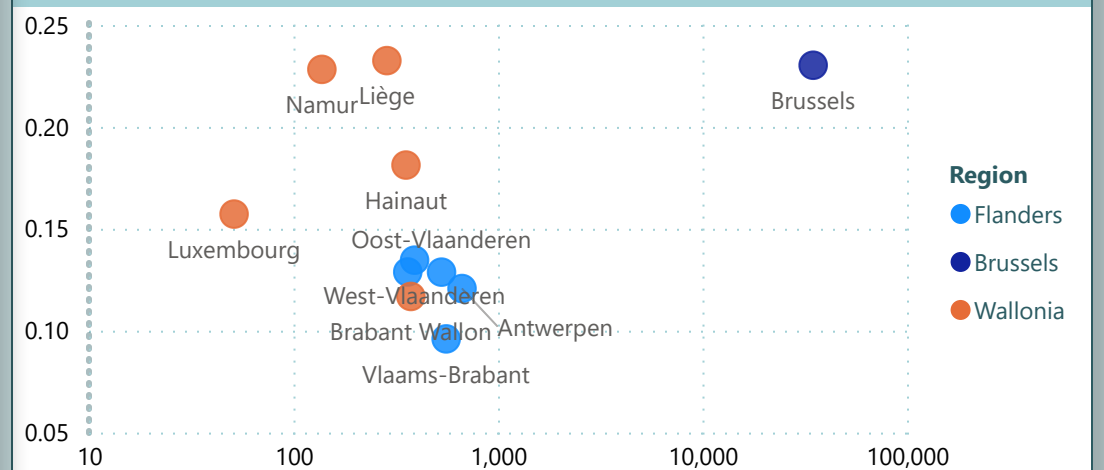 0.25
Namur
Liège
Brussels
0.20
Region
Hainaut
Flanders
0.15
Oost-Vlaanderen
Luxembourg
Brussels
West-Vlaanderen
Wallonia
0.10
Brabant Wallon
Antwerpen
Vlaams-Brabant
0.05
10
100
1,000
10,000
100,000